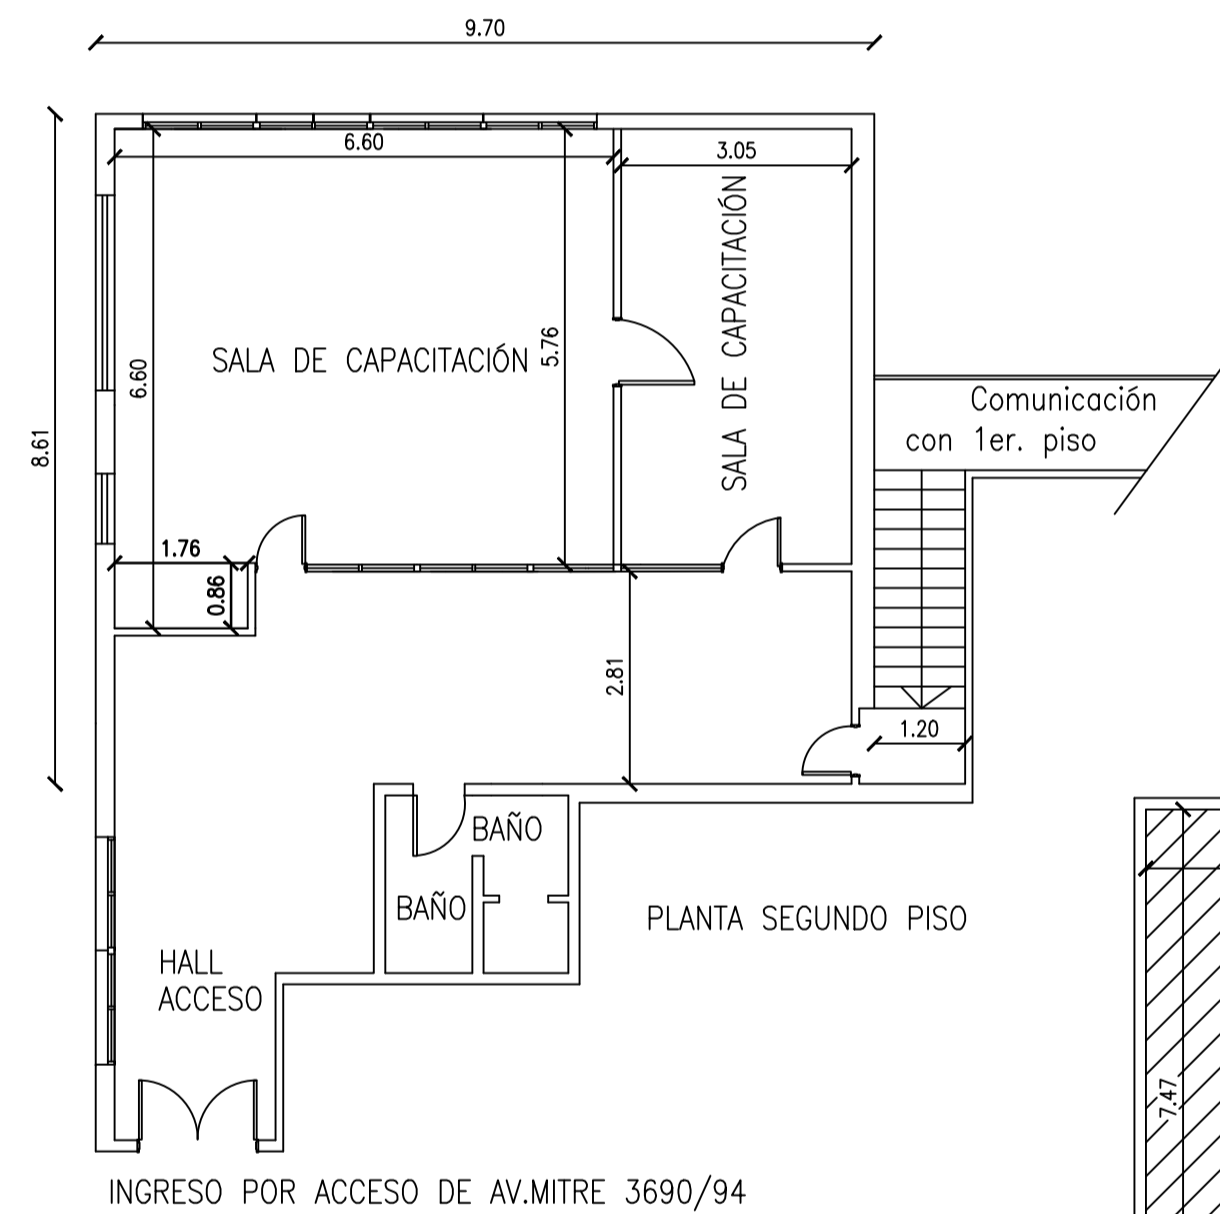 9.70
6.60
3.05
SALA DE CAPACITACIÓN
5.76
6.60
SALA DE CAPACITACIÓN
8.61
Comunicación
con 1er. piso
1.76
0.86
2.81
1.20
BAÑO
BAÑO
PLANTA SEGUNDO PISO
HALL
ACCESO
7.47
INGRESO POR ACCESO DE AV.MITRE 3690/94